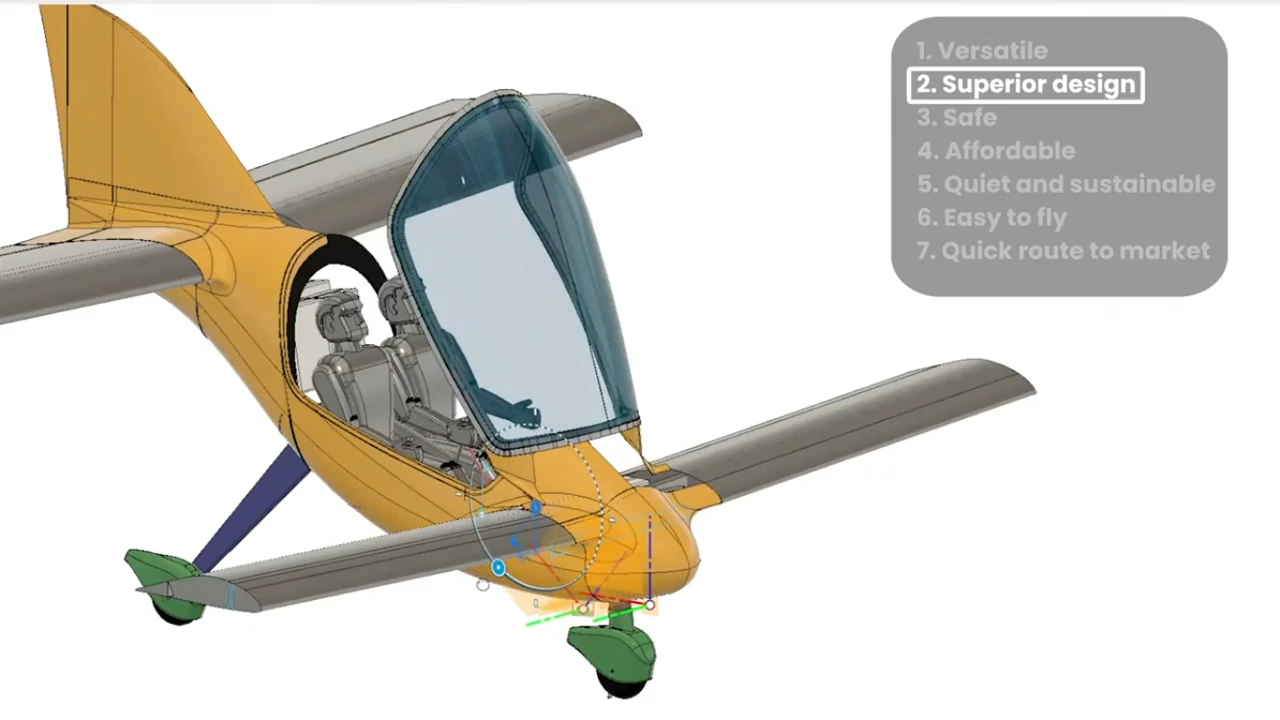 1. Versatile
2. Superior design
3. Safe
4. Affordable
5. Quiet and sustainable
6. Easy to fly
7. Quick route to market